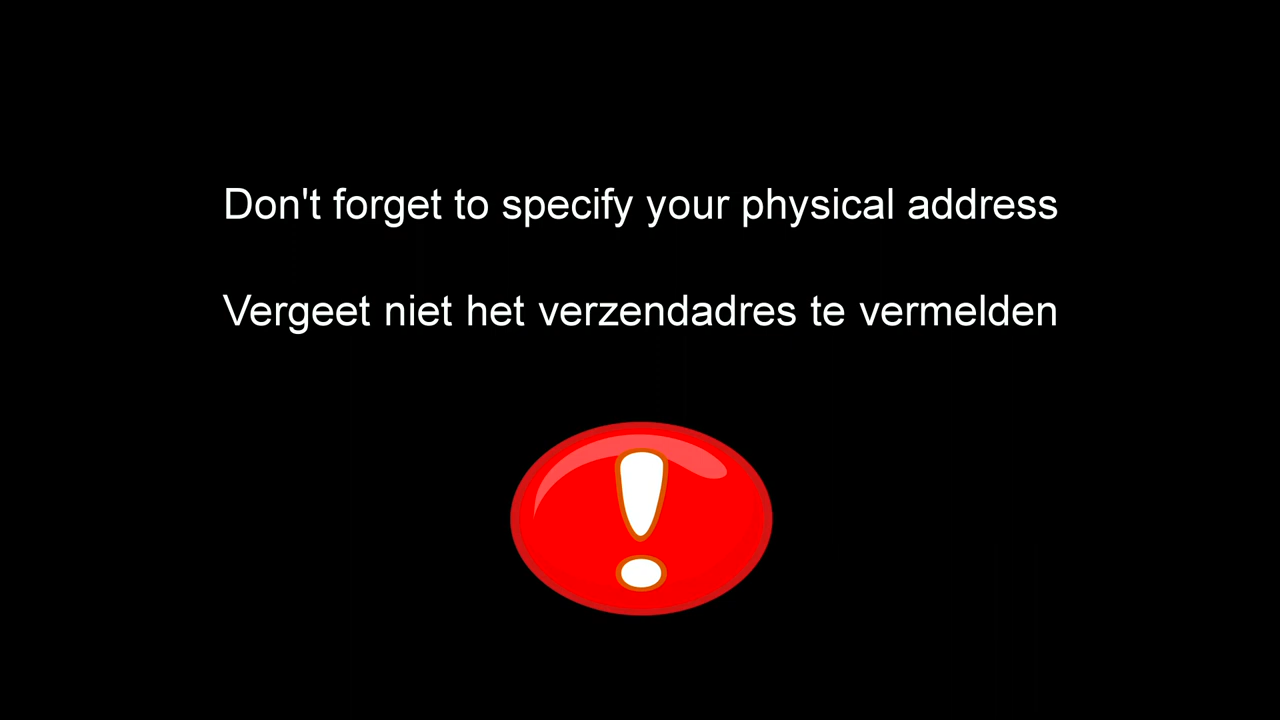 Don't forget to specify your physical address
Vergeet niet het verzendadres te vermelden
!